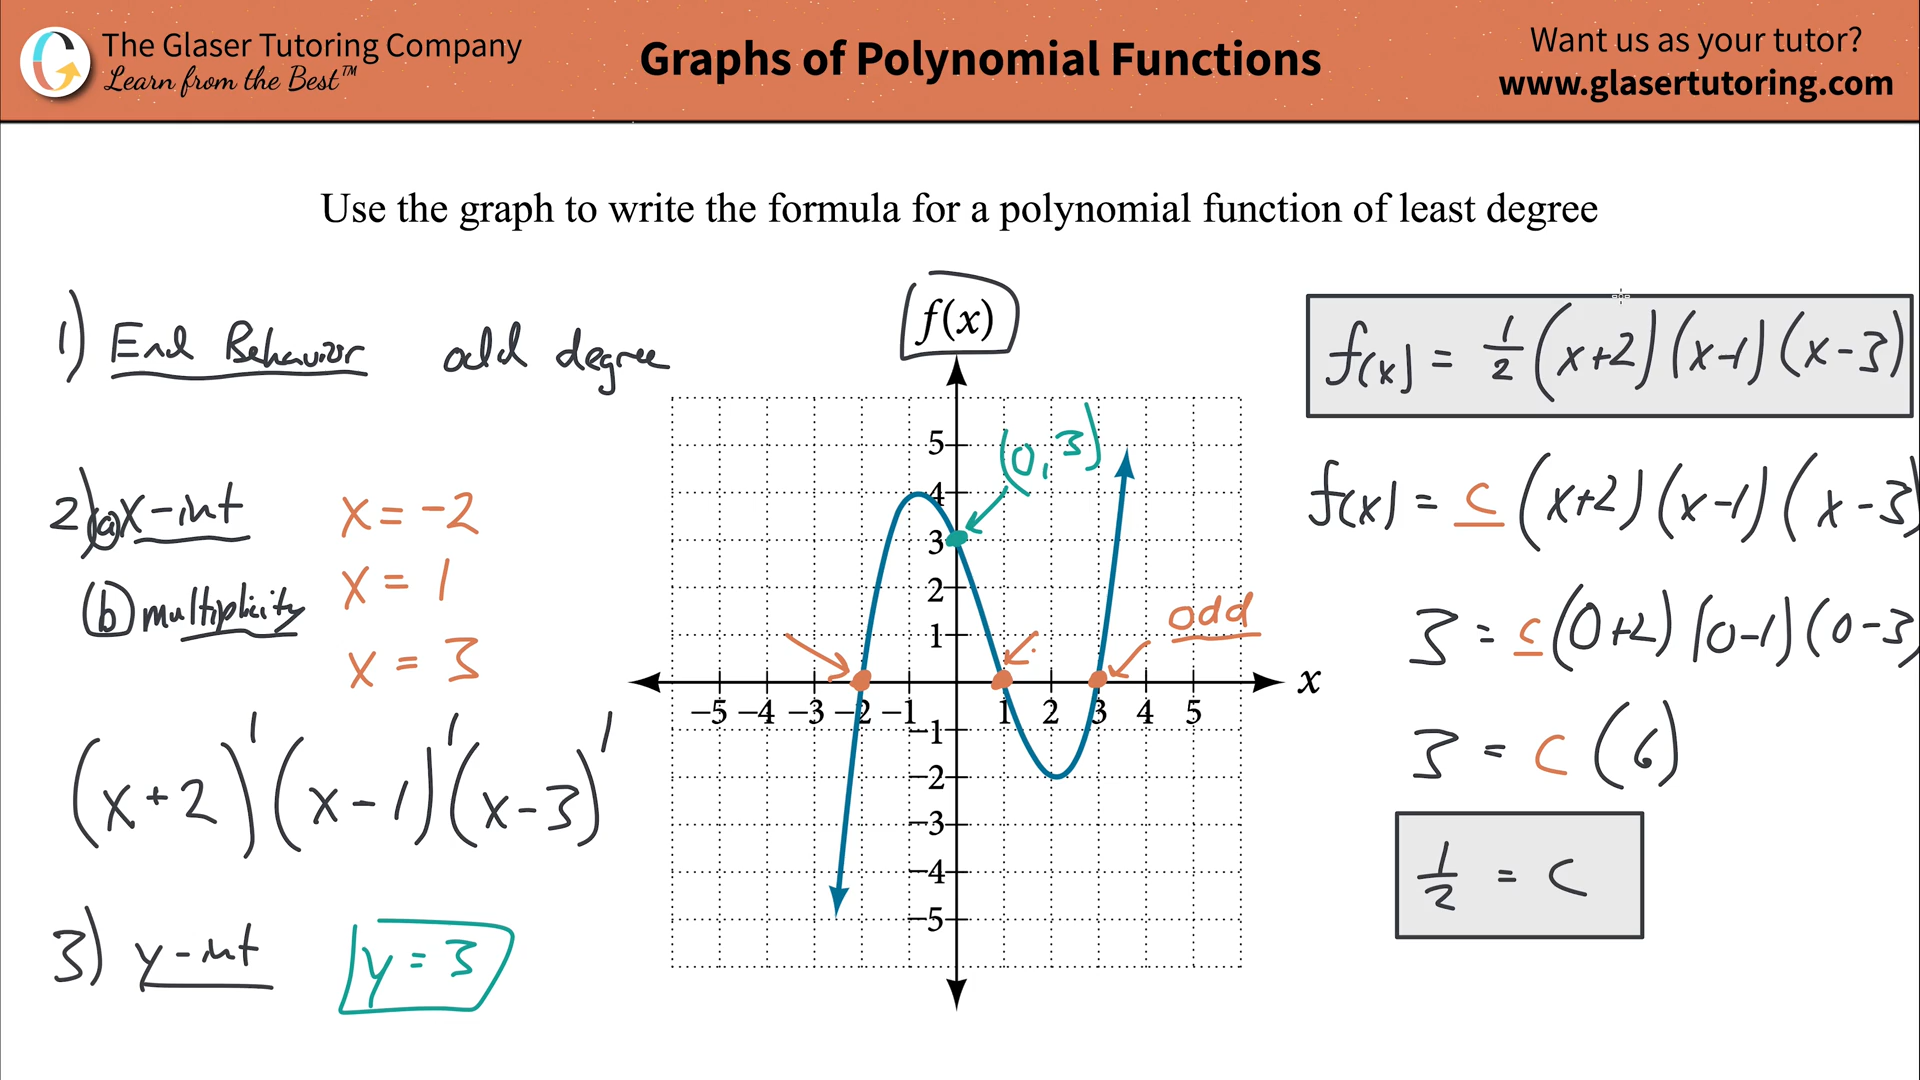 The Glaser Tutoring Company
Learn from the Best™
Graphs of Polynomial Functions
Want us as your tutor?
www.glasertutoring.com
Use the graph to write the formula for a polynomial function of least degree
1) End Behavior odd degree
2) (a) x-int x = -2
(b) multiplicity x = 1
x = 3
(x+2)¹(x-1)¹(x-3)¹
3) y-int y = 3
f(x)
(0, 3)
odd
x
5
4
3
2
1
−5 −4 −3 −2 −1 1 2 3 4 5
−1
−2
−3
−4
−5
f(x) = 1/2 (x+2)(x-1)(x-3)
f(x) = c (x+2)(x-1)(x-3
3 = c(0+2)(0-1)(0-3
3 = c(6)
1/2 = c